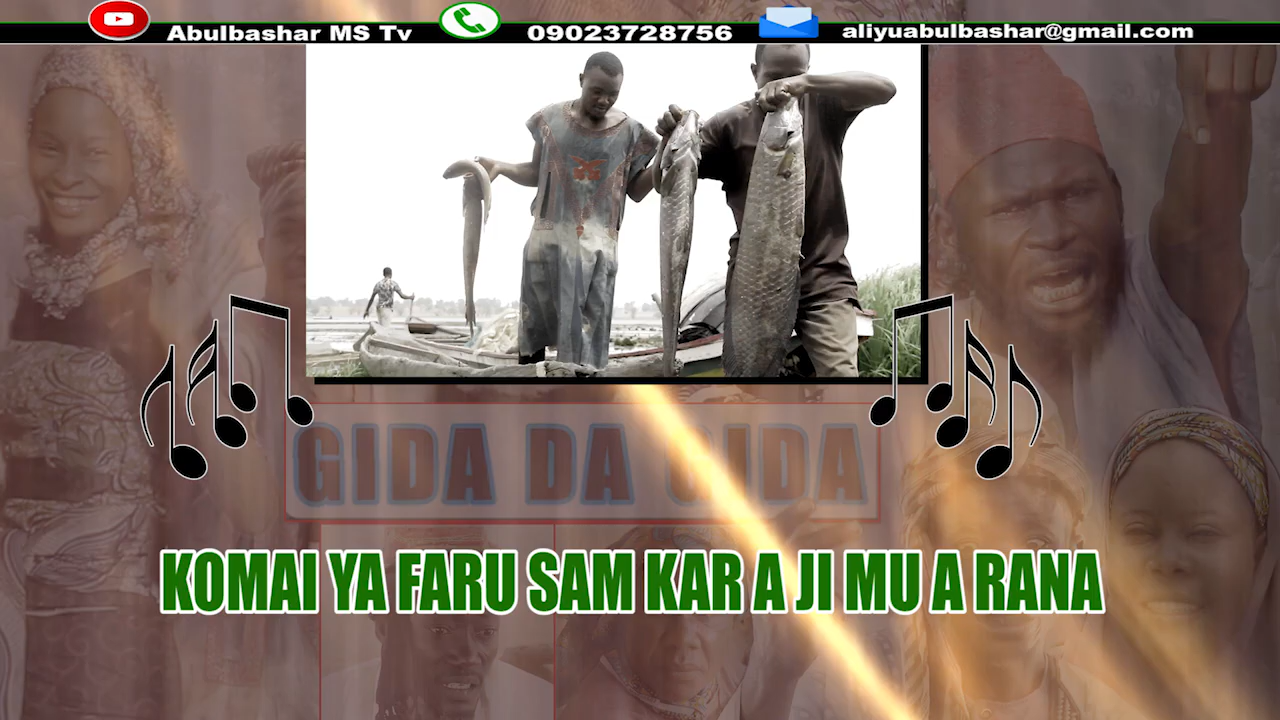 Abulbashar MS Tv 09023728756 aliyuabulbashar@gmail.com
GIDA DA GIDA
KOMAI YA FARU SAM KAR A JI MU A RANA